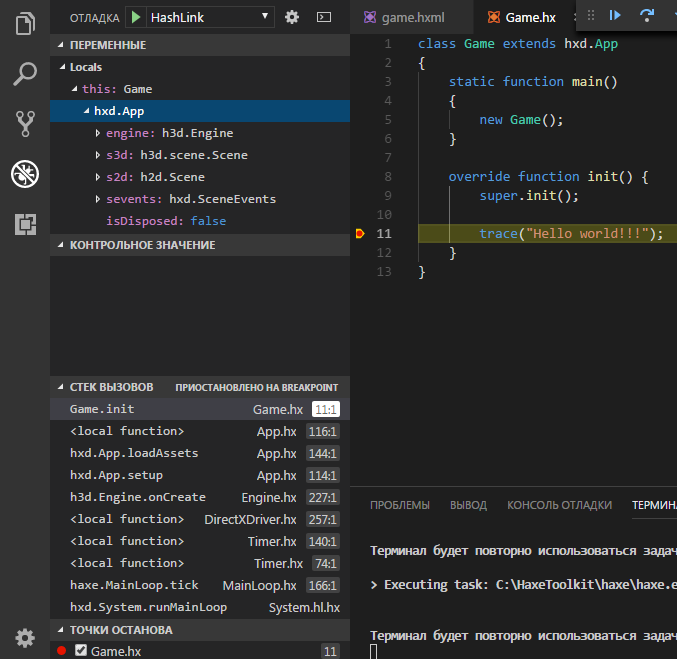 ОТЛАДКА HashLink
ПЕРЕМЕННЫЕ
Locals
this: Game
hxd.App
engine: h3d.Engine
s3d: h3d.scene.Scene
s2d: h2d.Scene
sevents: hxd.SceneEvents
isDisposed: false
КОНТРОЛЬНОЕ ЗНАЧЕНИЕ
СТЕК ВЫЗОВОВ ПРИОСТАНОВЛЕНО НА BREAKPOINT
Game.init Game.hx 11:1
<local function> App.hx 116:1
hxd.App.loadAssets App.hx 144:1
hxd.App.setup App.hx 114:1
h3d.Engine.onCreate Engine.hx 227:1
<local function> DirectXDriver.hx 257:1
<local function> Timer.hx 140:1
<local function> Timer.hx 74:1
haxe.MainLoop.tick MainLoop.hx 166:1
hxd.System.runMainLoop System.hl.hx
ТОЧКИ ОСТАНОВА
Game.hx 11
game.hxml Game.hx
1 class Game extends hxd.App
2 {
3 static function main()
4 {
5 new Game();
6 }
7
8 override function init() {
9 super.init();
10
11 trace("Hello world!!!");
12 }
13 }
ПРОБЛЕМЫ ВЫВОД КОНСОЛЬ ОТЛАДКИ ТЕРМИНА
Терминал будет повторно использоваться задач
> Executing task: C:\HaxeToolkit\haxe\haxe.e
Терминал будет повторно использоваться задач